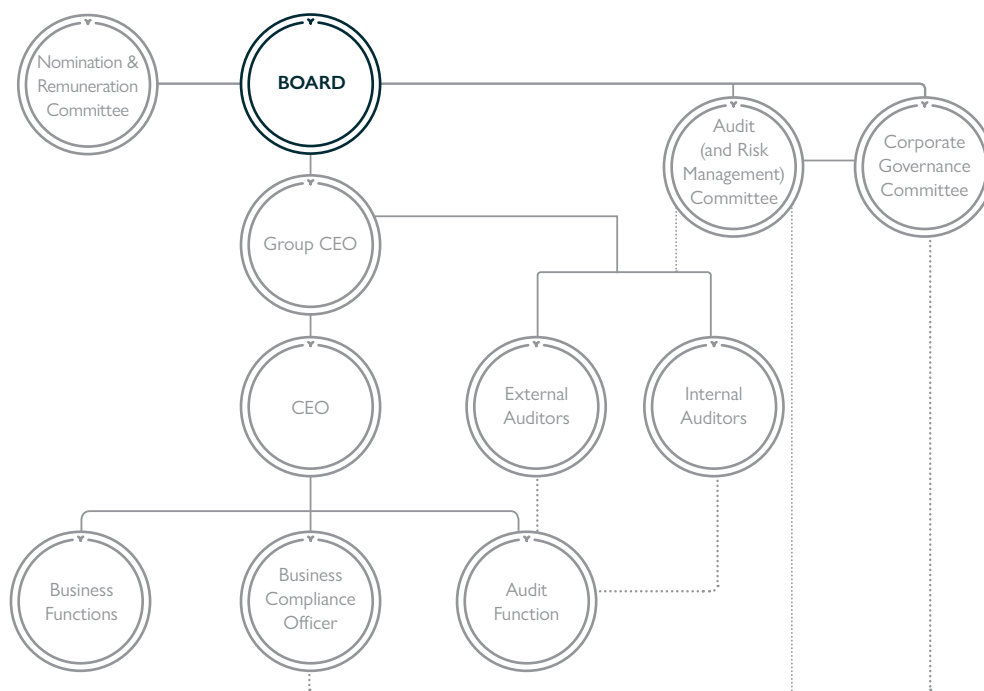 Nomination &
Remuneration
Committee
BOARD
Audit
(and Risk
Management)
Committee
Corporate
Governance
Committee
Group CEO
CEO
External
Auditors
Internal
Auditors
Business
Functions
Business
Compliance
Officer
Audit
Function